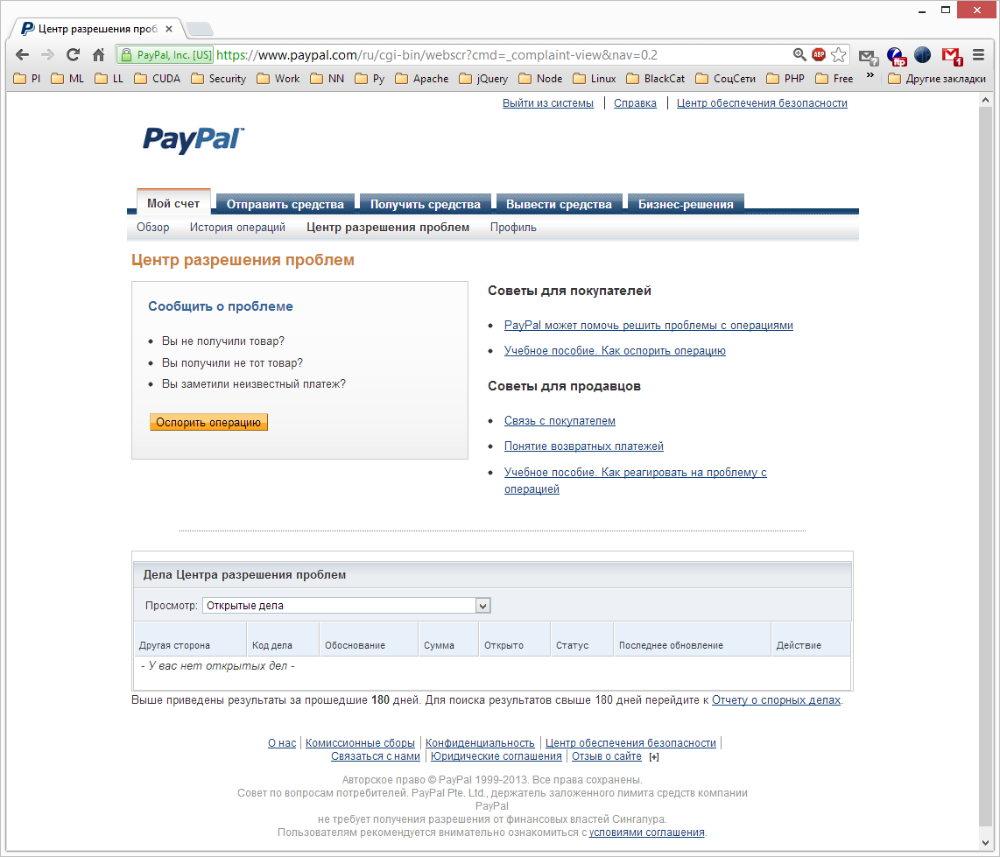 Центр разрешения проб
PayPal, Inc. [US] https://www.paypal.com/ru/cgi-bin/webscr?cmd=_complaint-view&nav=0.2
ABP
ftp
?
1
PI ML LL CUDA Security Work NN Py Apache jQuery Node Linux BlackCat СоцСети PHP Free » Другие закладки
Выйти из системы Справка Центр обеспечения безопасности
PayPal™
Мой счет Отправить средства Получить средства Вывести средства Бизнес-решения
Обзор История операций Центр разрешения проблем Профиль
Центр разрешения проблем
Сообщить о проблеме
• Вы не получили товар?
• Вы получили не тот товар?
• Вы заметили неизвестный платеж?
Оспорить операцию
Советы для покупателей
• PayPal может помочь решить проблемы с операциями
• Учебное пособие. Как оспорить операцию
Советы для продавцов
• Связь с покупателем
• Понятие возвратных платежей
• Учебное пособие. Как реагировать на проблему с
операцией
Дела Центра разрешения проблем
Просмотр: Открытые дела
Другая сторона Код дела Обоснование Сумма Открыто Статус Последнее обновление Действие
- У вас нет открытых дел -
Выше приведены результаты за прошедшие 180 дней. Для поиска результатов свыше 180 дней перейдите к Отчету о спорных делах.
О нас Комиссионные сборы Конфиденциальность Центр обеспечения безопасности
Связаться с нами Юридические соглашения Отзыв о сайте [+]
Авторское право © PayPal 1999-2013. Все права сохранены.
Совет по вопросам потребителей. PayPal Pte. Ltd., держатель заложенного лимита средств компании
PayPal
не требует получения разрешения от финансовых властей Сингапура.
Пользователям рекомендуется внимательно ознакомиться с условиями соглашения.